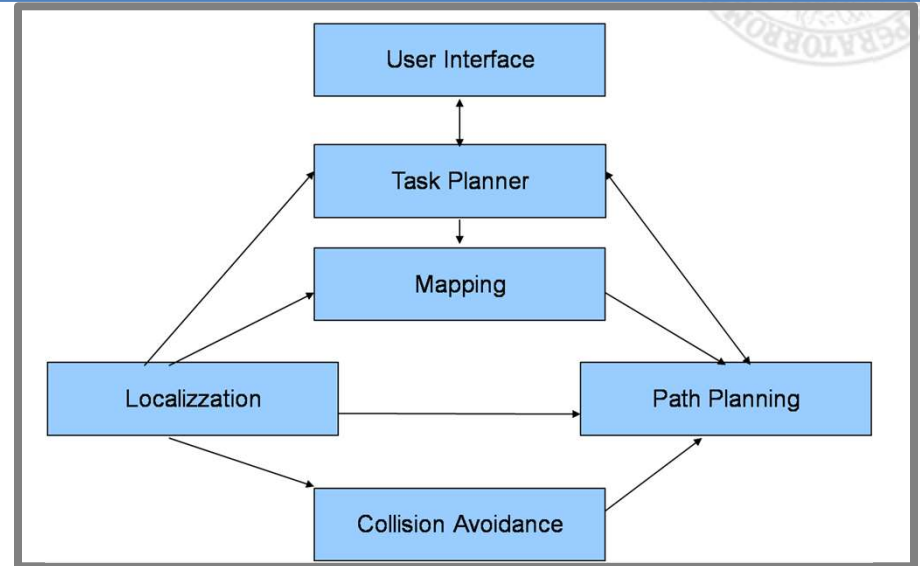 User Interface
Task Planner
Mapping
Localizzation
Path Planning
Collision Avoidance